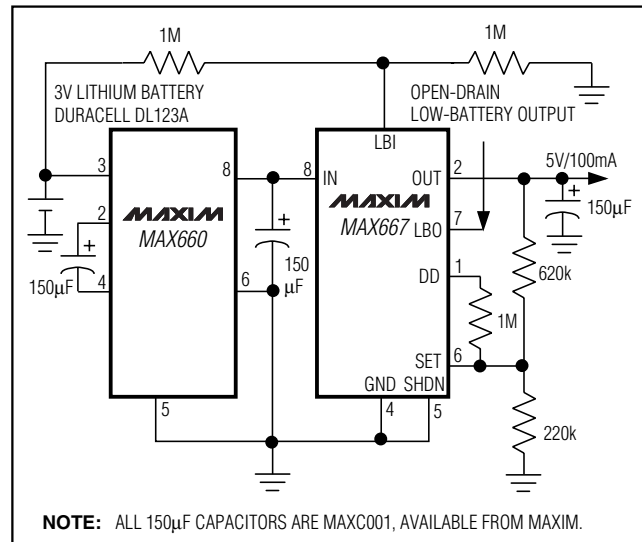 1M
1M
3V LITHIUM BATTERY
DURACELL DL123A
OPEN-DRAIN
LOW-BATTERY OUTPUT
LBI
3
8
8
IN
OUT
2
5V/100mA
2
MAXIM
MAX660
+
MAXIM
MAX667
LBO
7
+
150µF
+
150µF
4
6
150
µF
DD
1
620k
1M
SET
6
GND
SHDN
5
4
5
220k
NOTE: ALL 150µF CAPACITORS ARE MAXC001, AVAILABLE FROM MAXIM.